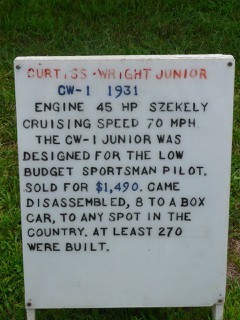 CURTISS-WRIGHT JUNIOR
CW-1 1931
ENGINE 45 HP SZEKELY
CRUISING SPEED 70 MPH
THE CW-1 JUNIOR WAS
DESIGNED FOR THE LOW
BUDGET SPORTSMAN PILOT.
SOLD FOR $1,490. CAME
DISASSEMBLED, 8 TO A BOX
CAR, TO ANY SPOT IN THE
COUNTRY. AT LEAST 270
WERE BUILT.